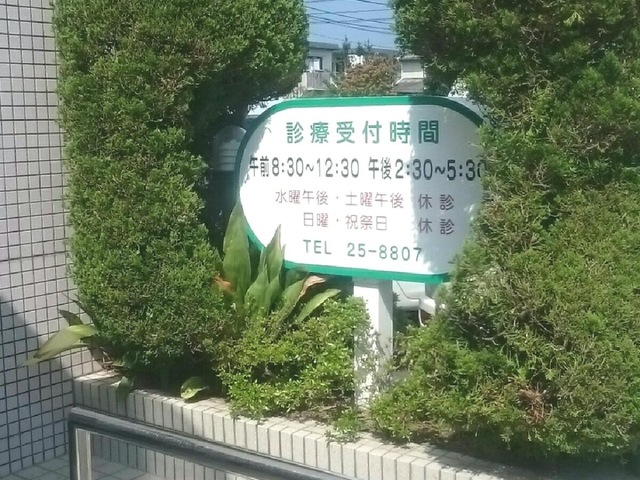 診療受付時間
午前8:30~12:30 午後2:30~5:30
水曜午後・土曜午後 休診
日曜・祝祭日 休診
TEL 25-8807